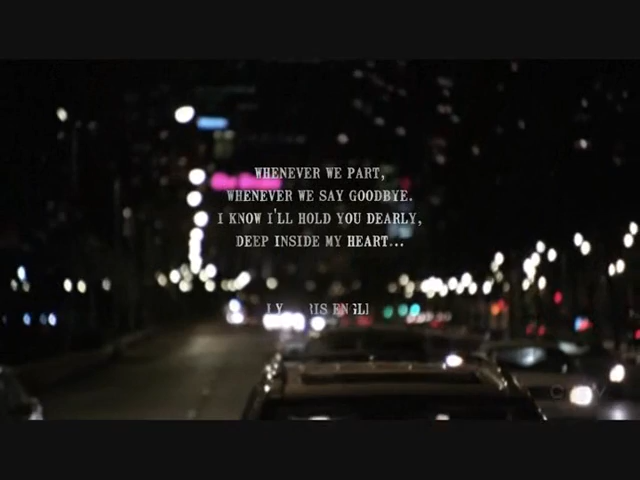 WHENEVER WE PART,
WHENEVER WE SAY GOODBYE.
I KNOW I'LL HOLD YOU DEARLY,
DEEP INSIDE MY HEART...